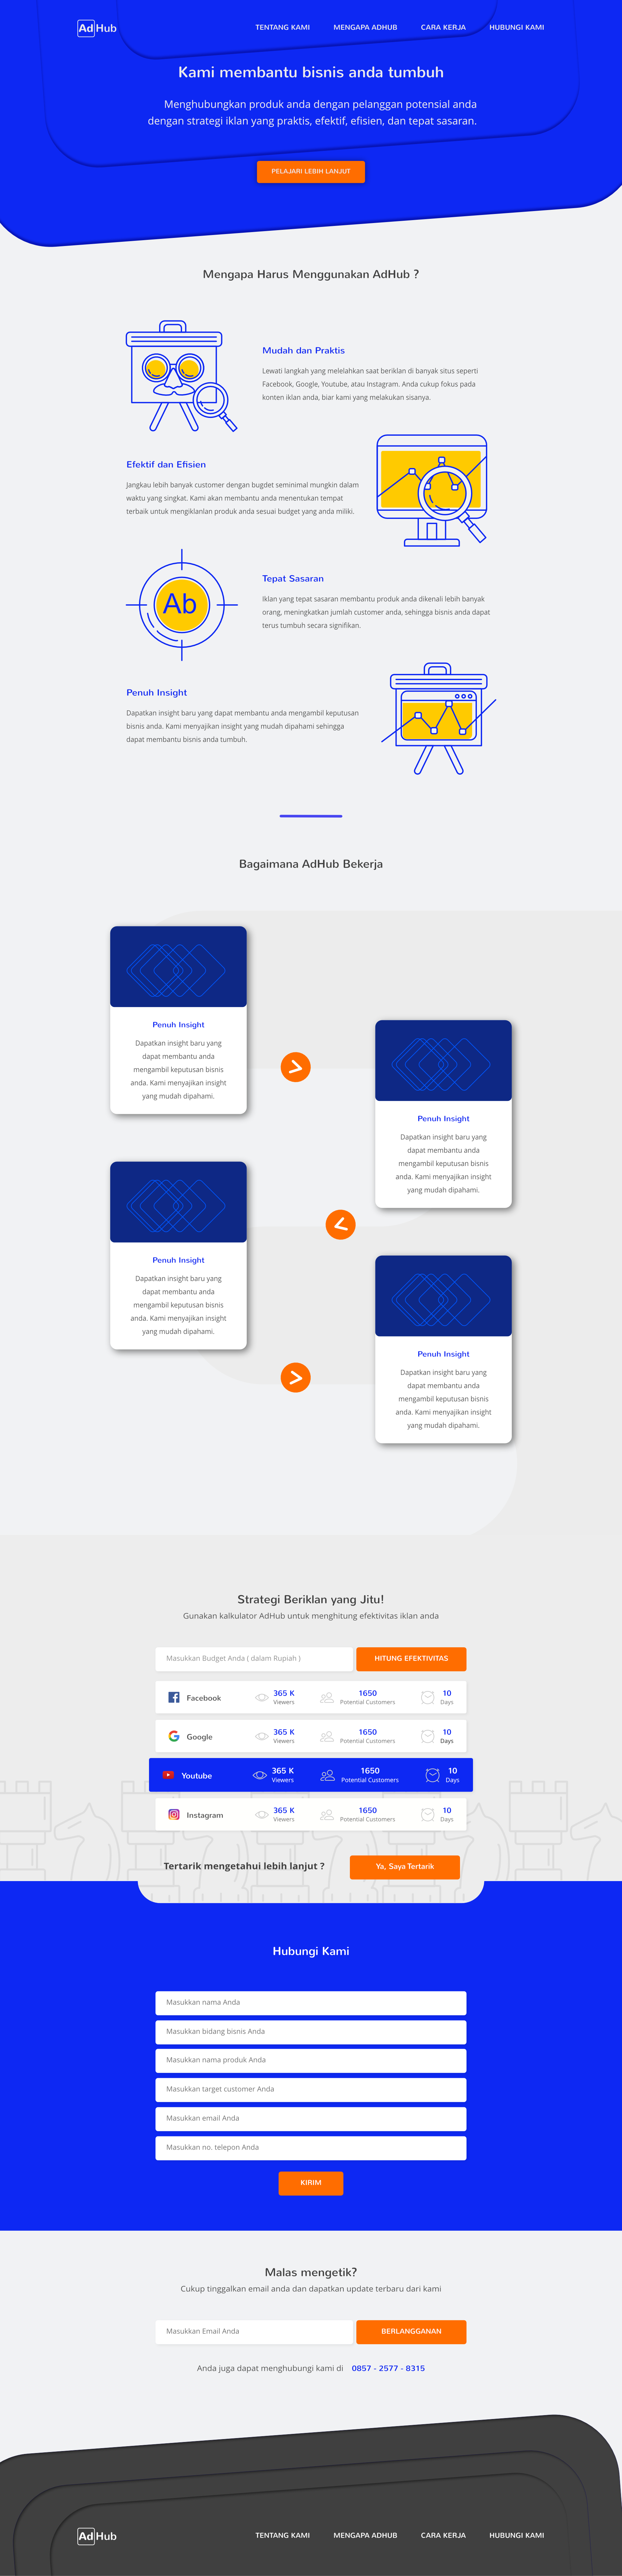 AdHub
TENTANG KAMI
MENGAPA ADHUB
CARA KERJA
HUBUNGI KAMI
Kami membantu bisnis anda tumbuh
Menghubungkan produk anda dengan pelanggan potensial anda
dengan strategi iklan yang praktis, efektif, efisien, dan tepat sasaran.
PELAJARI LEBIH LANJUT
Mengapa Harus Menggunakan AdHub ?
Mudah dan Praktis
Lewati langkah yang melelahkan saat beriklan di banyak situs seperti
Facebook, Google, Youtube, atau Instagram. Anda cukup fokus pada
konten iklan anda, biar kami yang melakukan sisanya.
Efektif dan Efisien
Jangkau lebih banyak customer dengan bugdet seminimal mungkin dalam
waktu yang singkat. Kami akan membantu anda menentukan tempat
terbaik untuk mengiklanlan produk anda sesuai budget yang anda miliki.
Ab
Tepat Sasaran
Iklan yang tepat sasaran membantu produk anda dikenali lebih banyak
orang, meningkatkan jumlah customer anda, sehingga bisnis anda dapat
terus tumbuh secara signifikan.
Penuh Insight
Dapatkan insight baru yang dapat membantu anda mengambil keputusan
bisnis anda. Kami menyajikan insight yang mudah dipahami sehingga
dapat membantu bisnis anda tumbuh.
Bagaimana AdHub Bekerja
Penuh Insight
Dapatkan insight baru yang
dapat membantu anda
mengambil keputusan bisnis
anda. Kami menyajikan insight
yang mudah dipahami.
Penuh Insight
Dapatkan insight baru yang
dapat membantu anda
mengambil keputusan bisnis
anda. Kami menyajikan insight
yang mudah dipahami.
Penuh Insight
Dapatkan insight baru yang
dapat membantu anda
mengambil keputusan bisnis
anda. Kami menyajikan insight
yang mudah dipahami.
Penuh Insight
Dapatkan insight baru yang
dapat membantu anda
mengambil keputusan bisnis
anda. Kami menyajikan insight
yang mudah dipahami.
Strategi Beriklan yang Jitu!
Gunakan kalkulator AdHub untuk menghitung efektivitas iklan anda
Masukkan Budget Anda ( dalam Rupiah )
HITUNG EFEKTIVITAS
Facebook
365 K
Viewers
1650
Potential Customers
10
Days
Google
365 K
Viewers
1650
Potential Customers
10
Days
Youtube
365 K
Viewers
1650
Potential Customers
10
Days
Instagram
365 K
Viewers
1650
Potential Customers
10
Days
Tertarik mengetahui lebih lanjut ?
Ya, Saya Tertarik
Hubungi Kami
Masukkan nama Anda
Masukkan bidang bisnis Anda
Masukkan nama produk Anda
Masukkan target customer Anda
Masukkan email Anda
Masukkan no. telepon Anda
KIRIM
Malas mengetik?
Cukup tinggalkan email anda dan dapatkan update terbaru dari kami
Masukkan Email Anda
BERLANGGANAN
Anda juga dapat menghubungi kami di 0857 - 2577 - 8315
AdHub
TENTANG KAMI
MENGAPA ADHUB
CARA KERJA
HUBUNGI KAMI